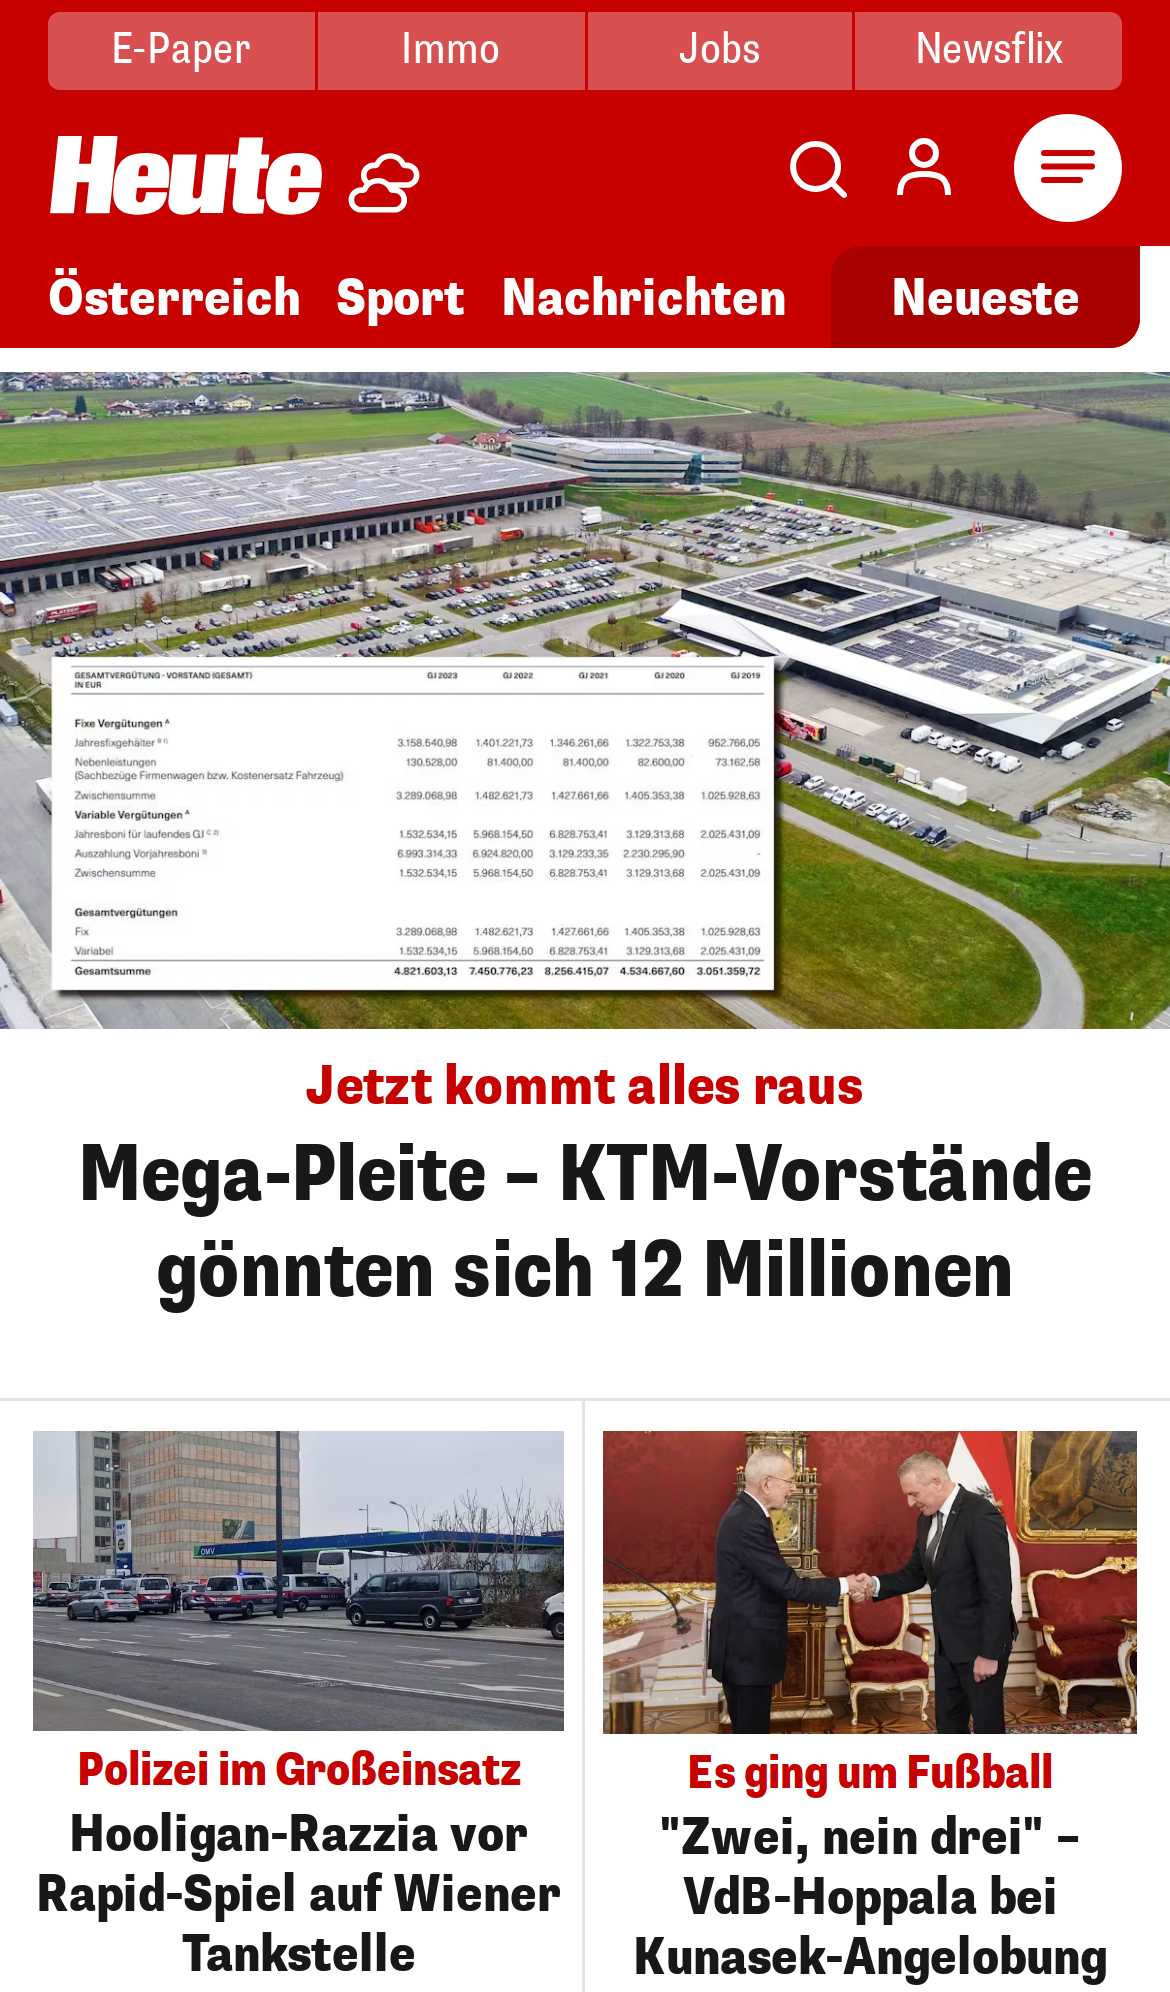 E-Paper Immo Jobs Newsflix
Heute
Österreich Sport Nachrichten Neueste
GESAMTVERGÜTUNG - VORSTAND (GESAMT) GJ 2023 GJ 2022 GJ 2021 GJ 2020 GJ 2019
IN EUR
Fixe Vergütungen A
Jahresfixgehälter B 1) 3.158.540,98 1.401.221,73 1.346.261,66 1.322.753,38 952.766,05
Nebenleistungen 130.528,00 81.400,00 81.400,00 82.600,00 73.162,58
(Sachbezüge Firmenwagen bzw. Kostenersatz Fahrzeug)
Zwischensumme 3.289.068,98 1.482.621,73 1.427.661,66 1.405.353,38 1.025.928,63
Variable Vergütungen A
Jahresboni für laufendes GJ C 2) 1.532.534,15 5.968.154,50 6.828.753,41 3.129.313,68 2.025.431,09
Auszahlung Vorjahresboni 3) 6.993.314,33 6.924.820,00 3.129.233,35 2.230.295,90 -
Zwischensumme 1.532.534,15 5.968.154,50 6.828.753,41 3.129.313,68 2.025.431,09
Gesamtvergütungen
Fix 3.289.068,98 1.482.621,73 1.427.661,66 1.405.353,38 1.025.928,63
Variabel 1.532.534,15 5.968.154,50 6.828.753,41 3.129.313,68 2.025.431,09
Gesamtsumme 4.821.603,13 7.450.776,23 8.256.415,07 4.534.667,60 3.051.359,72
Jetzt kommt alles raus
Mega-Pleite – KTM-Vorstände
gönnten sich 12 Millionen
OMV
Polizei im Großeinsatz
Hooligan-Razzia vor
Rapid-Spiel auf Wiener
Tankstelle
Es ging um Fußball
"Zwei, nein drei" –
VdB-Hoppala bei
Kunasek-Angelobung